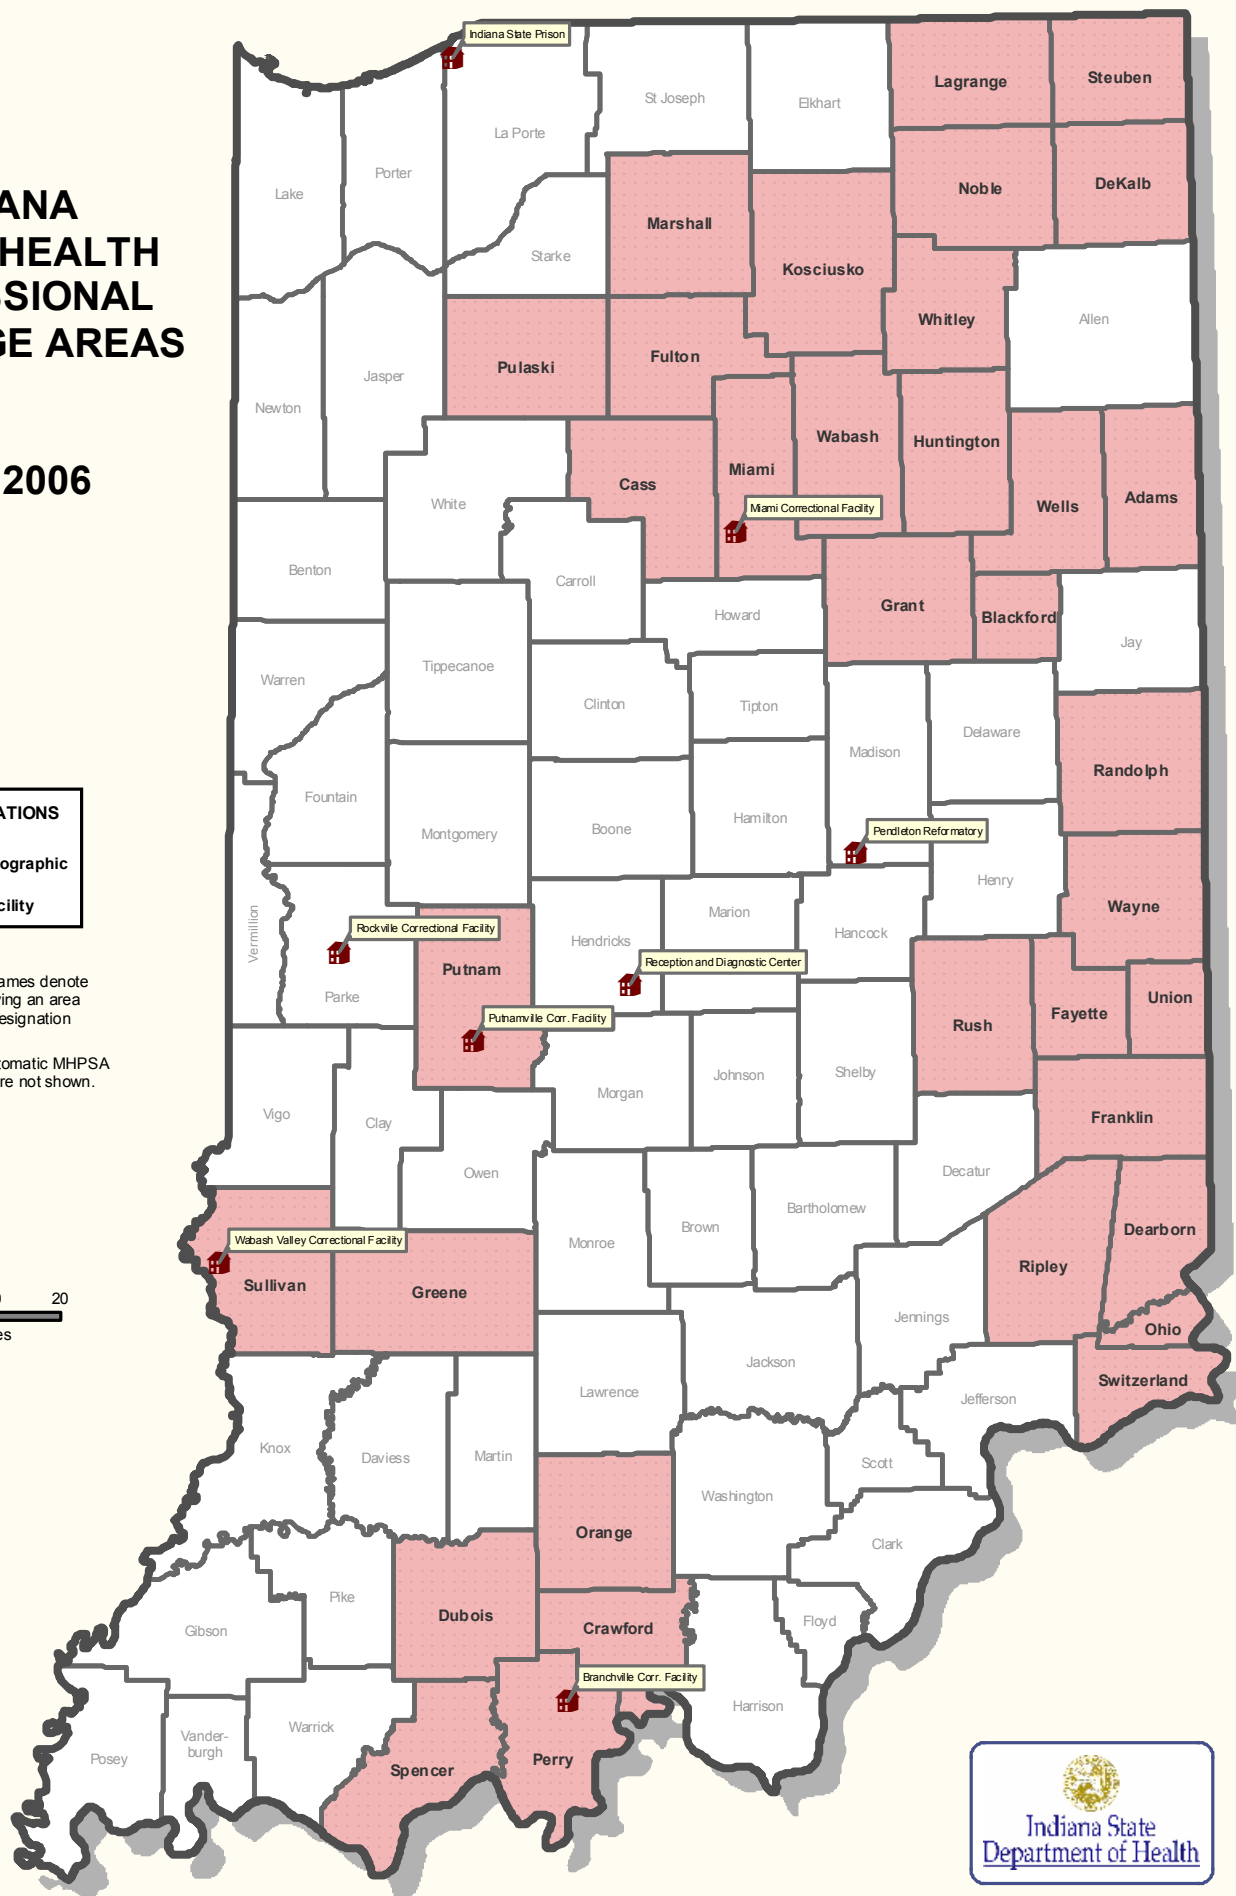 ANA
HEALTH
SSIONAL
GE AREAS
2006
ATIONS
ographic
cility
ames denote
ving an area
esignation
tomatic MHPSA
re not shown.
0 20
es
Indiana State Prison
Lagrange
Steuben
St Joseph
Elkhart
La Porte
Porter
Lake
Noble
DeKalb
Marshall
Starke
Kosciusko
Whitley
Allen
Pulaski
Fulton
Jasper
Newton
Wabash
Huntington
Miami
Cass
Wells
Adams
White
Miami Correctional Facility
Benton
Carroll
Howard
Grant
Blackford
Jay
Warren
Tippecanoe
Clinton
Tipton
Madison
Delaware
Randolph
Fountain
Montgomery
Boone
Hamilton
Pendleton Reformatory
Henry
Wayne
Vermillion
Rockville Correctional Facility
Parke
Putnam
Hendricks
Marion
Reception and Diagnostic Center
Hancock
Putnamville Corr. Facility
Rush
Fayette
Union
Vigo
Clay
Owen
Morgan
Johnson
Shelby
Franklin
Decatur
Wabash Valley Correctional Facility
Sullivan
Greene
Monroe
Brown
Bartholomew
Ripley
Dearborn
Ohio
Jennings
Jackson
Lawrence
Switzerland
Jefferson
Knox
Daviess
Martin
Scott
Washington
Orange
Clark
Pike
Dubois
Crawford
Floyd
Gibson
Branchville Corr. Facility
Harrison
Posey
Vander-
burgh
Warrick
Spencer
Perry
Indiana State
Department of Health